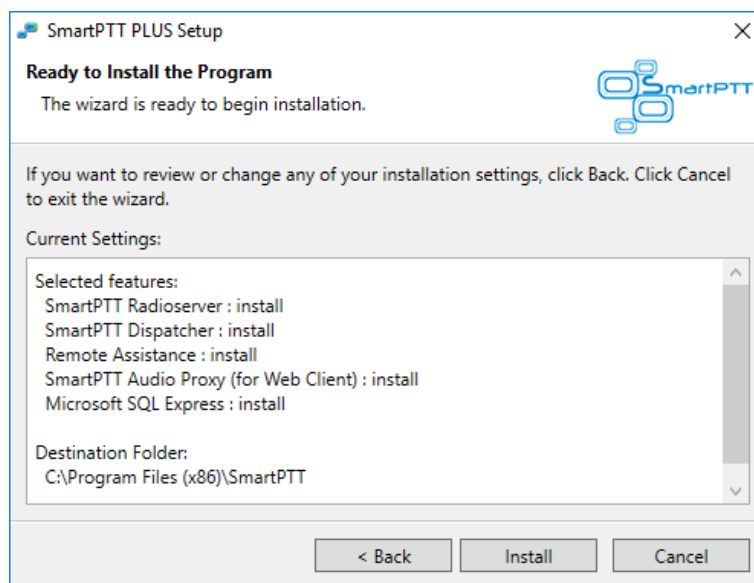 SmartPTT PLUS Setup
Ready to Install the Program
The wizard is ready to begin installation.
SmartPTT
If you want to review or change any of your installation settings, click Back. Click Cancel
to exit the wizard.
Current Settings:
Selected features:
SmartPTT Radioserver : install
SmartPTT Dispatcher : install
Remote Assistance : install
SmartPTT Audio Proxy (for Web Client) : install
Microsoft SQL Express : install
Destination Folder:
C:\Program Files (x86)\SmartPTT
< Back
Install
Cancel